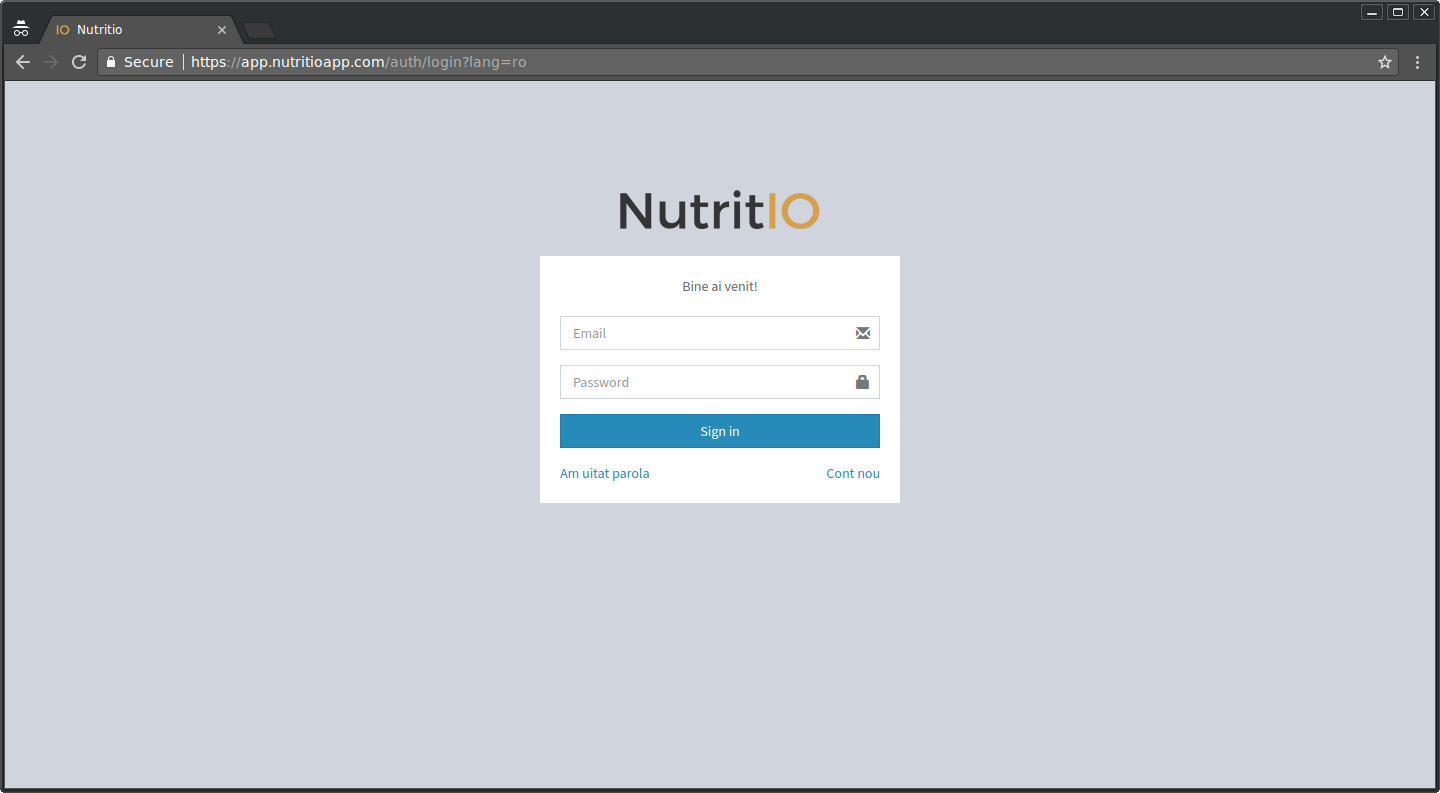 IO Nutritio
Secure https://app.nutritioapp.com/auth/login?lang=ro
NutritIO
Bine ai venit!
Email
Password
Sign in
Am uitat parola Cont nou